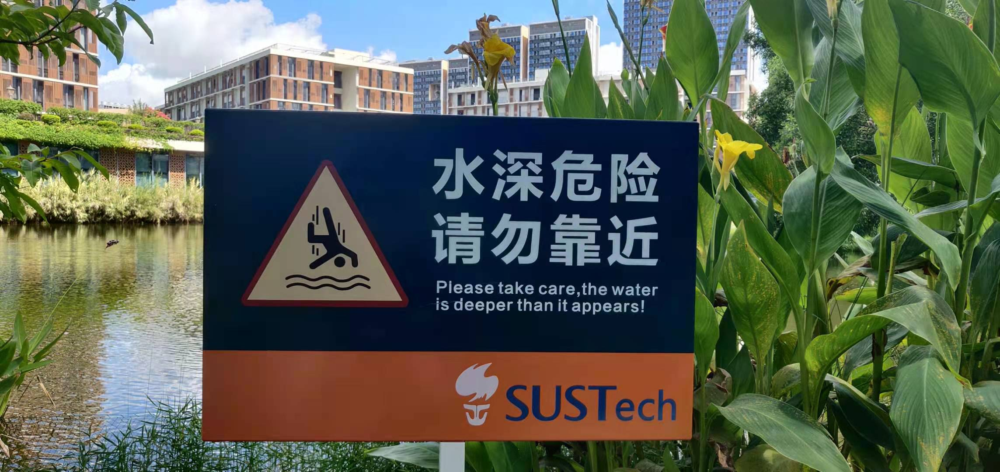 水深危险
请勿靠近
Please take care,the water
is deeper than it appears!
SUSTech